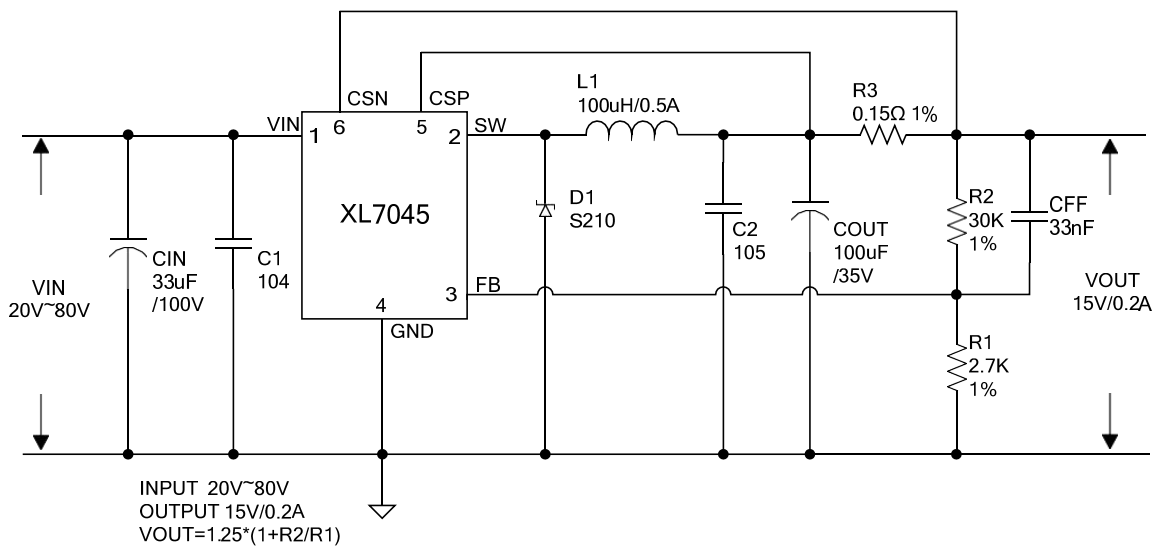 CSN
CSP
6
5
VIN
1
2
SW
XL7045
3
FB
4
GND
L1
100uH/0.5A
R3
0.15Ω 1%
D1
S210
C2
105
COUT
100uF
/35V
R2
30K
1%
CFF
33nF
R1
2.7K
1%
VIN
20V~80V
CIN
33uF
/100V
C1
104
VOUT
15V/0.2A
INPUT 20V~80V
OUTPUT 15V/0.2A
VOUT=1.25*(1+R2/R1)